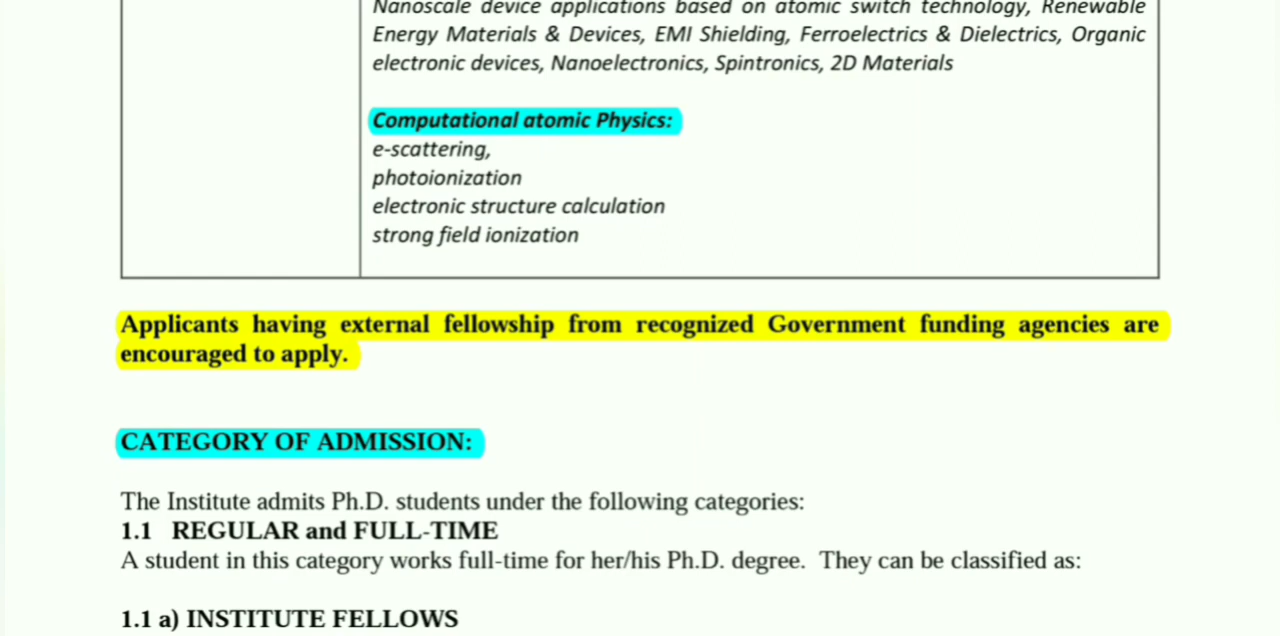 Nanoscale device applications based on atomic switch technology, Renewable
Energy Materials & Devices, EMI Shielding, Ferroelectrics & Dielectrics, Organic
electronic devices, Nanoelectronics, Spintronics, 2D Materials
Computational atomic Physics:
e-scattering,
photoionization
electronic structure calculation
strong field ionization
Applicants having external fellowship from recognized Government funding agencies are
encouraged to apply.
CATEGORY OF ADMISSION:
The Institute admits Ph.D. students under the following categories:
1.1 REGULAR and FULL-TIME
A student in this category works full-time for her/his Ph.D. degree. They can be classified as:
1.1 a) INSTITUTE FELLOWS